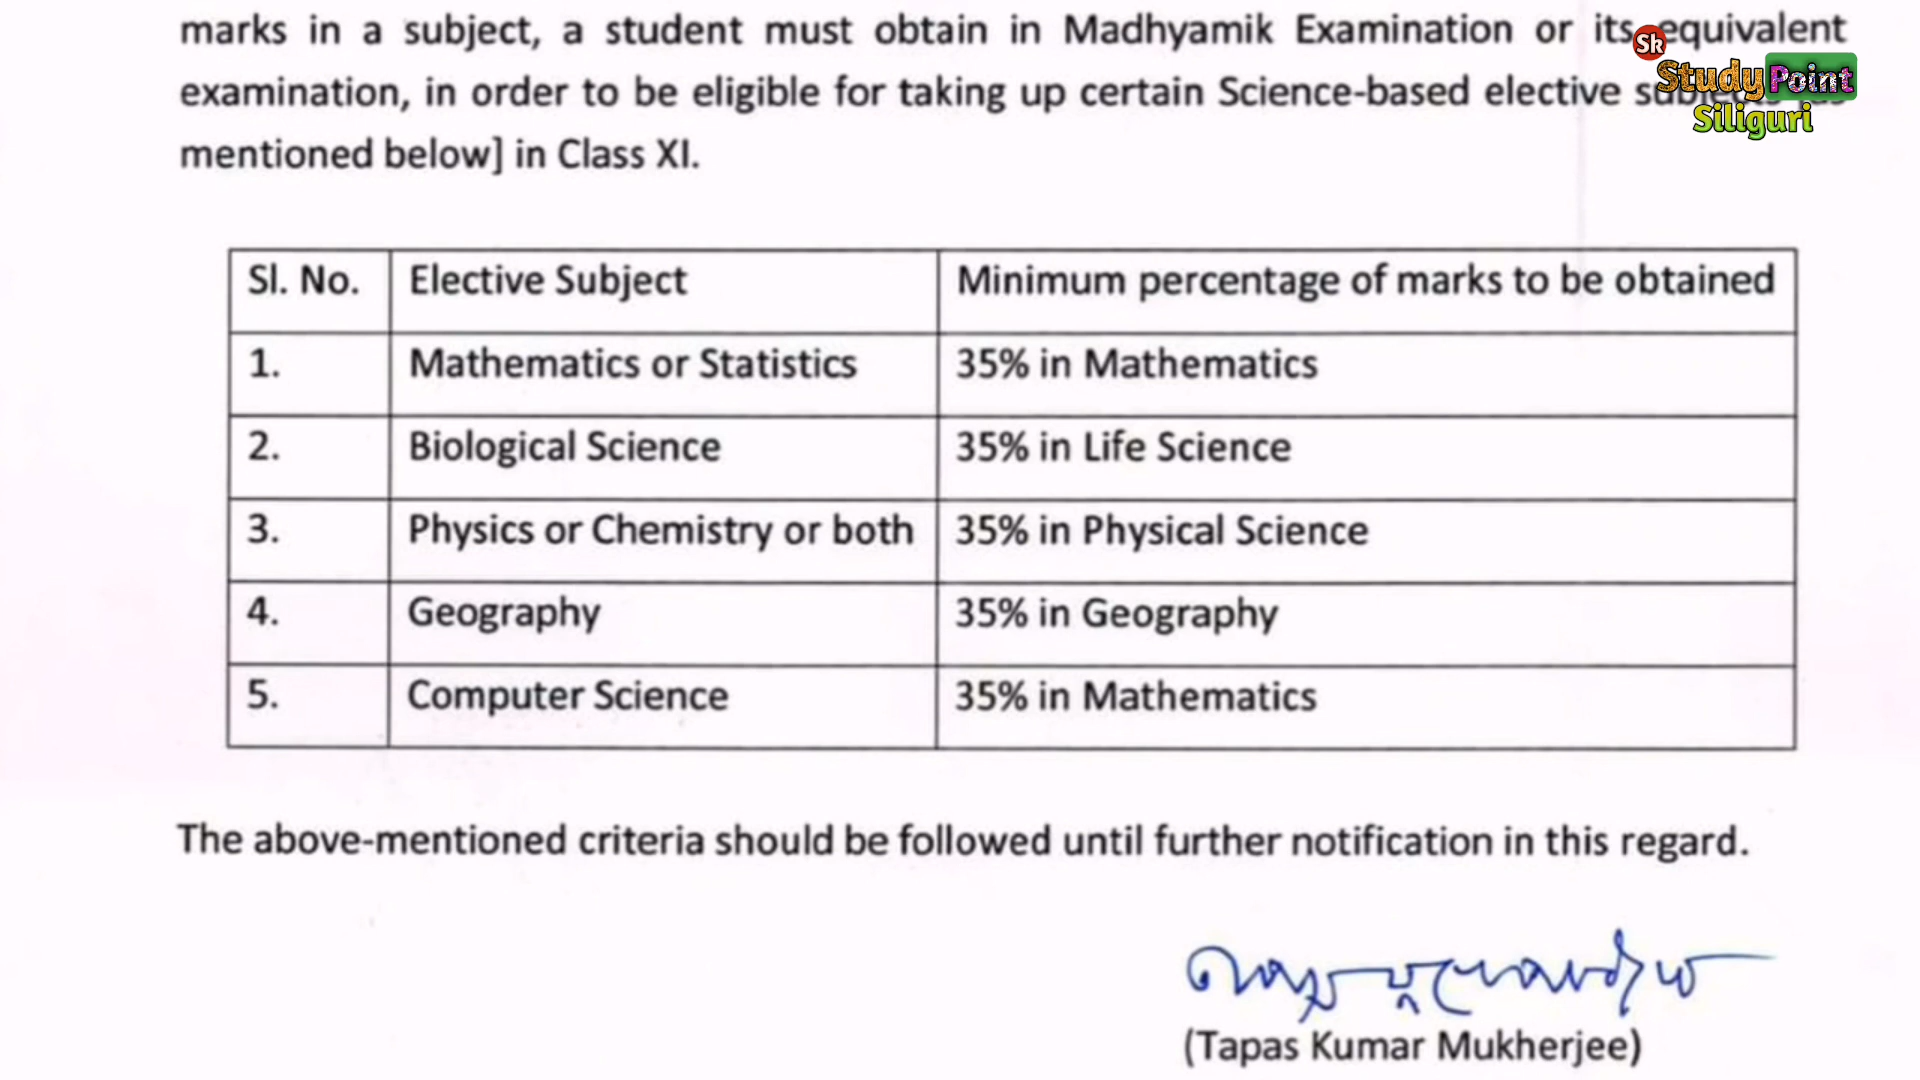 marks in a subject, a student must obtain in Madhyamik Examination or its equivalent
examination, in order to be eligible for taking up certain Science-based elective
mentioned below] in Class XI.
Sk
Study Point
Siliguri
Sl. No. Elective Subject Minimum percentage of marks to be obtained
1. Mathematics or Statistics 35% in Mathematics
2. Biological Science 35% in Life Science
3. Physics or Chemistry or both 35% in Physical Science
4. Geography 35% in Geography
5. Computer Science 35% in Mathematics
The above-mentioned criteria should be followed until further notification in this regard.
(Tapas Kumar Mukherjee)